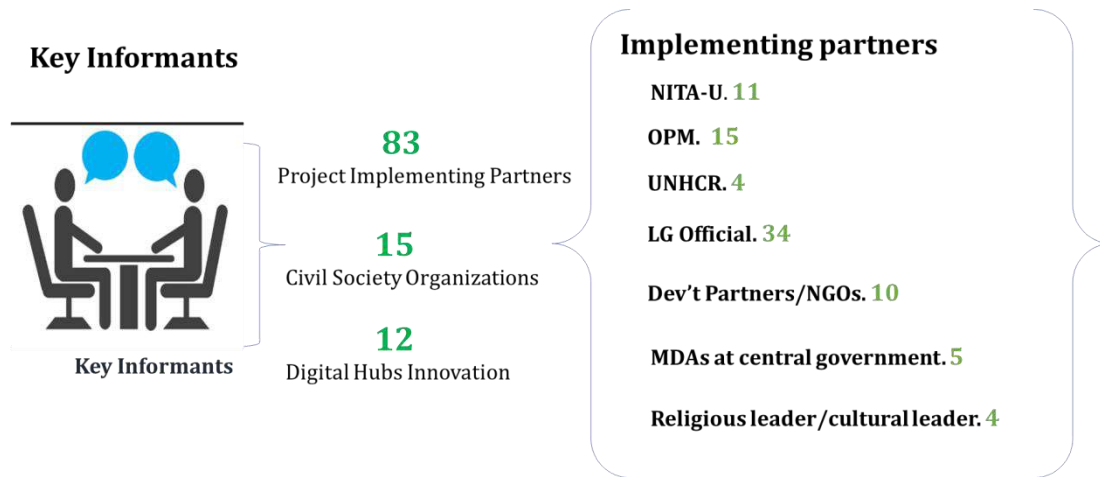 Key Informants
Key Informants
83
Project Implementing Partners
15
Civil Society Organizations
12
Digital Hubs Innovation
Implementing partners
NITA-U. 11
OPM. 15
UNHCR. 4
LG Official. 34
Dev't Partners/NGOs. 10
MDAs at central government. 5
Religious leader/cultural leader. 4